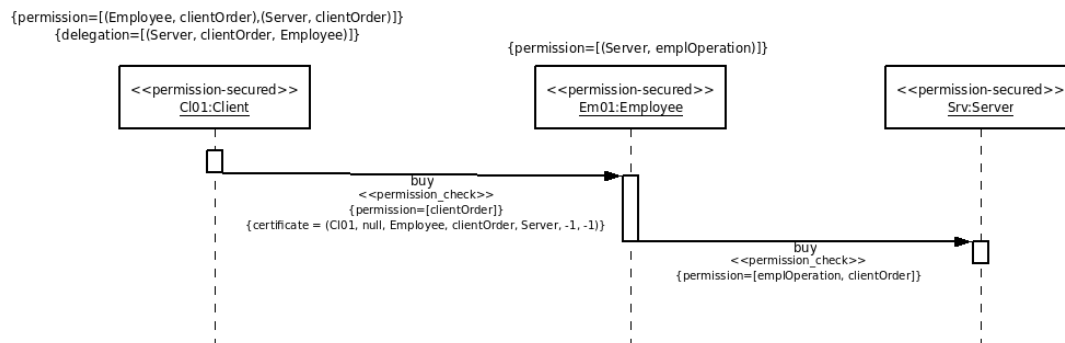 {permission=[(Employee, clientOrder),(Server, clientOrder)]}
{delegation=[(Server, clientOrder, Employee)]}
{permission=[(Server, emplOperation)]}
<<permission-secured>>
Cl01:Client
<<permission-secured>>
Em01:Employee
<<permission-secured>>
Srv:Server
buy
<<permission_check>>
{permission=[clientOrder]}
{certificate = (Cl01, null, Employee, clientOrder, Server, -1, -1)}
buy
<<permission_check>>
{permission=[emplOperation, clientOrder]}